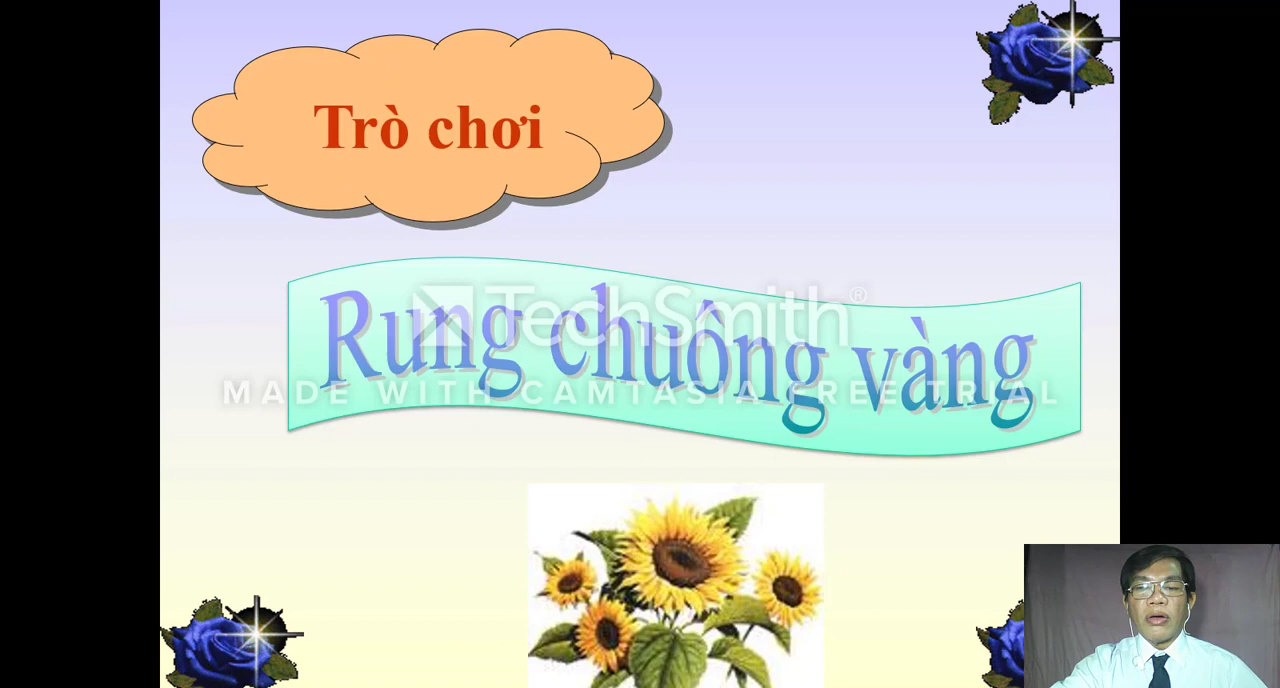 Trò chơi
Rung chuông vàng
TechSmith®
MADE WITH CAMTASIA FREE TRIAL